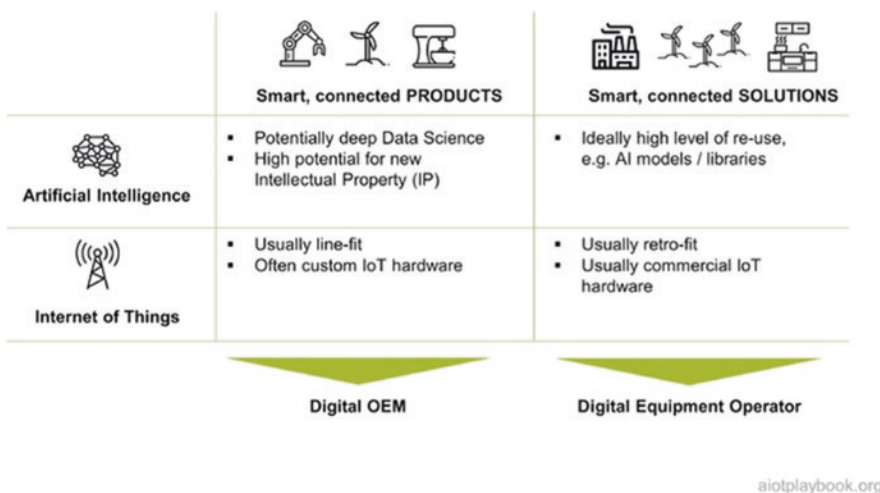 Smart, connected PRODUCTS
Smart, connected SOLUTIONS
Artificial Intelligence
▪ Potentially deep Data Science
▪ High potential for new
Intellectual Property (IP)
▪ Ideally high level of re-use,
e.g. AI models / libraries
Internet of Things
▪ Usually line-fit
▪ Often custom IoT hardware
▪ Usually retro-fit
▪ Usually commercial IoT
hardware
Digital OEM
Digital Equipment Operator
aiotplaybook.org